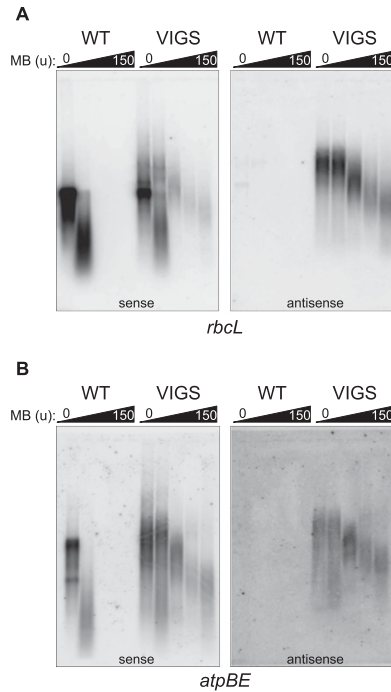 A
WT VIGS WT VIGS
MB (u): 0 150 0 150 0 150 0 150
sense antisense
rbcL
B
WT VIGS WT VIGS
MB (u): 0 150 0 150 0 150 0 150
sense antisense
atpBE